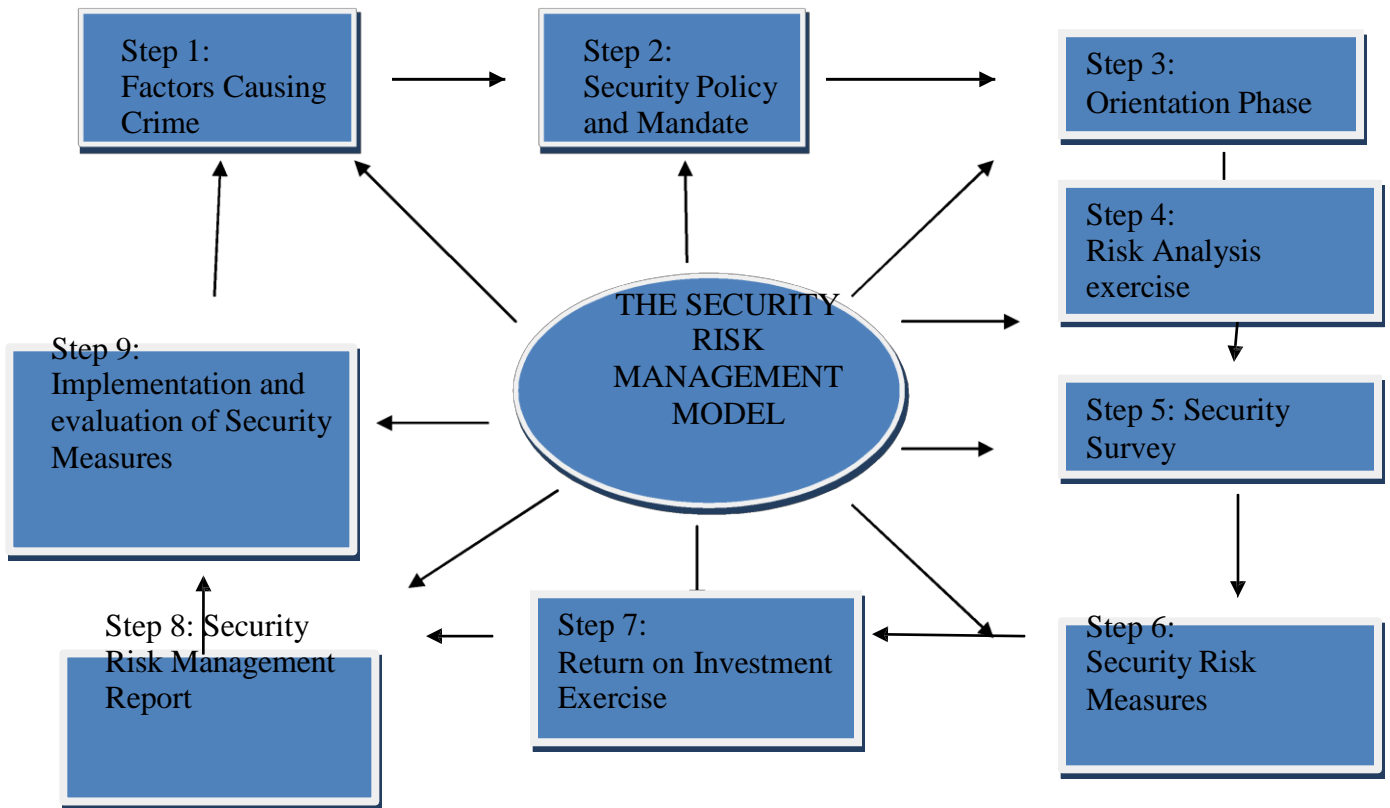 Step 1:
Factors Causing
Crime
Step 2:
Security Policy
and Mandate
Step 3:
Orientation Phase
Step 4:
Risk Analysis
exercise
THE SECURITY
RISK
MANAGEMENT
MODEL
Step 5: Security
Survey
Step 6:
Security Risk
Measures
Step 7:
Return on Investment
Exercise
Step 8: Security
Risk Management
Report
Step 9:
Implementation and
evaluation of Security
Measures